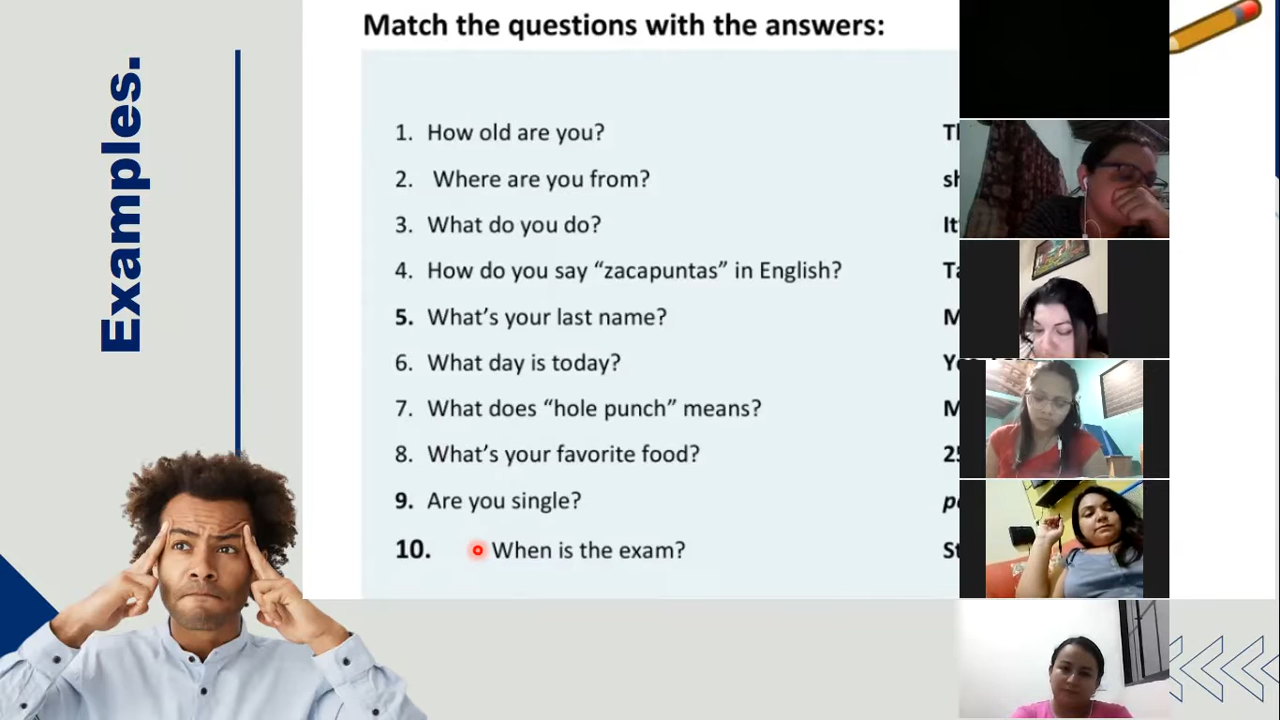 Examples.
Match the questions with the answers:
1. How old are you?
2. Where are you from?
3. What do you do?
4. How do you say “zacapuntas” in English?
5. What’s your last name?
6. What day is today?
7. What does “hole punch” means?
8. What’s your favorite food?
9. Are you single?
10. When is the exam?